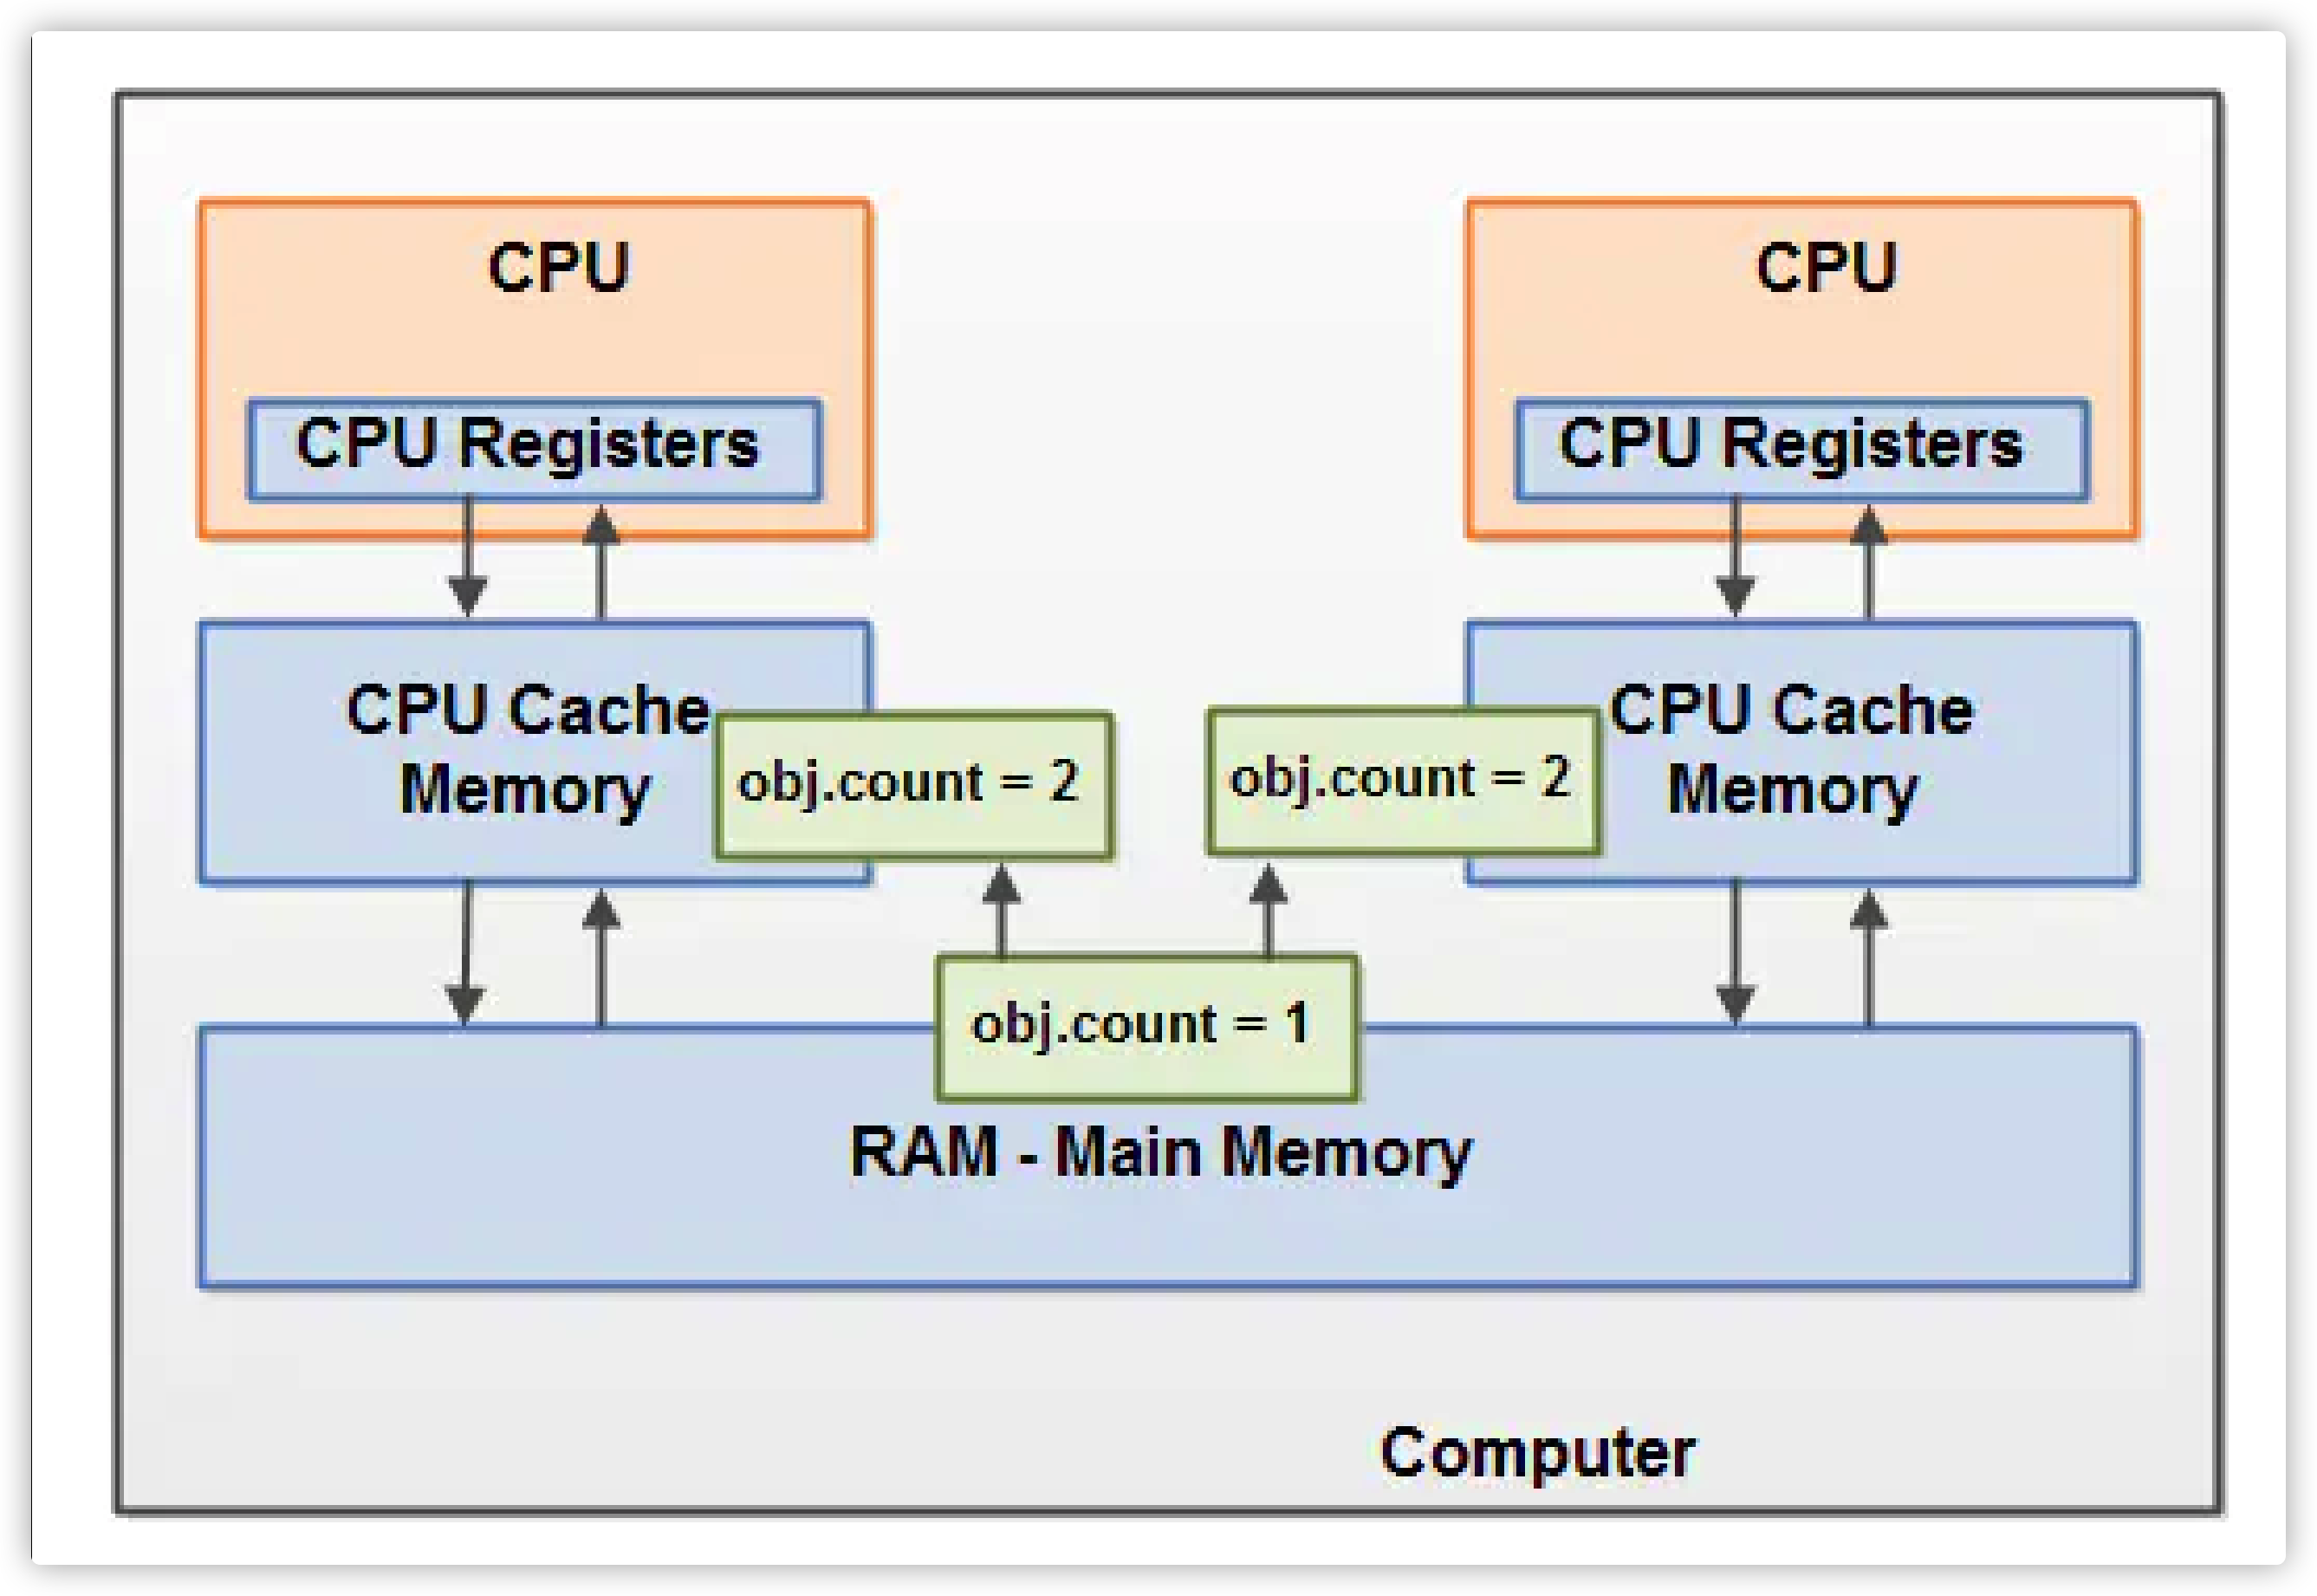 CPU
CPU
CPU Registers
CPU Registers
CPU Cache
Memory
obj.count = 2
obj.count = 2
CPU Cache
Memory
obj.count = 1
RAM - Main Memory
Computer